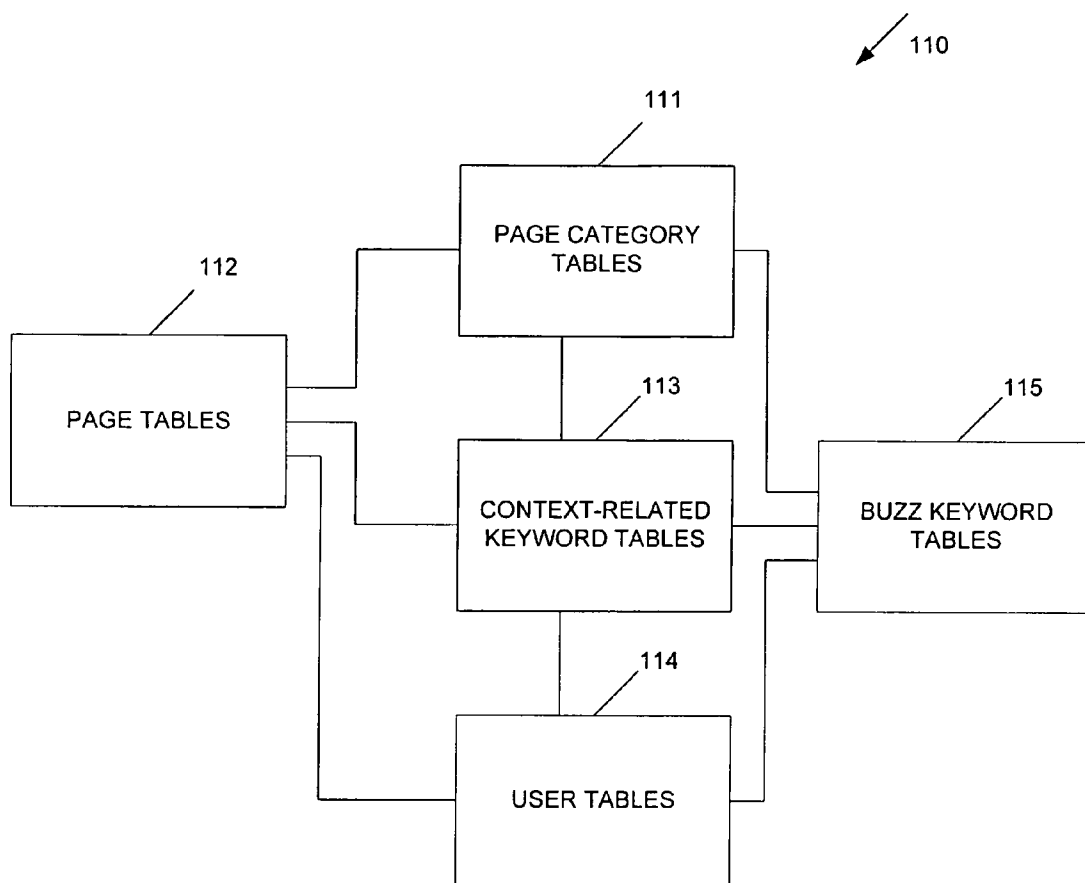 110
111
PAGE CATEGORY
TABLES
112
PAGE TABLES
113
CONTEXT-RELATED
KEYWORD TABLES
115
BUZZ KEYWORD
TABLES
114
USER TABLES